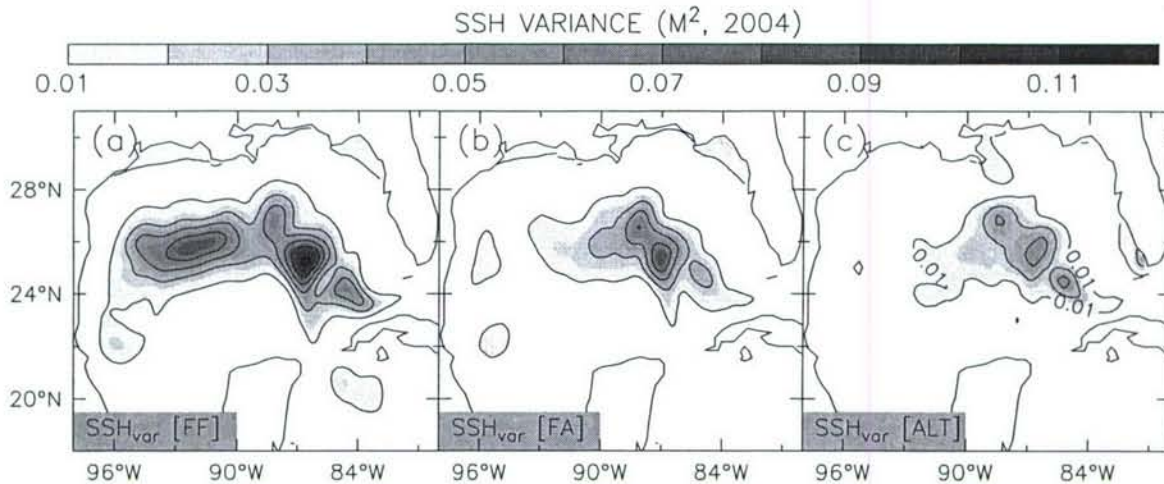 SSH VARIANCE (M², 2004)
0.01 0.03 0.05 0.07 0.09 0.11
(a) (b) (c)
28°N
24°N
20°N
0.01
0.01
0.01
SSHvar [FF] SSHvar [FA] SSHvar [ALT]
96°W 90°W 84°W 96°W 90°W 84°W 96°W 90°W 84°W